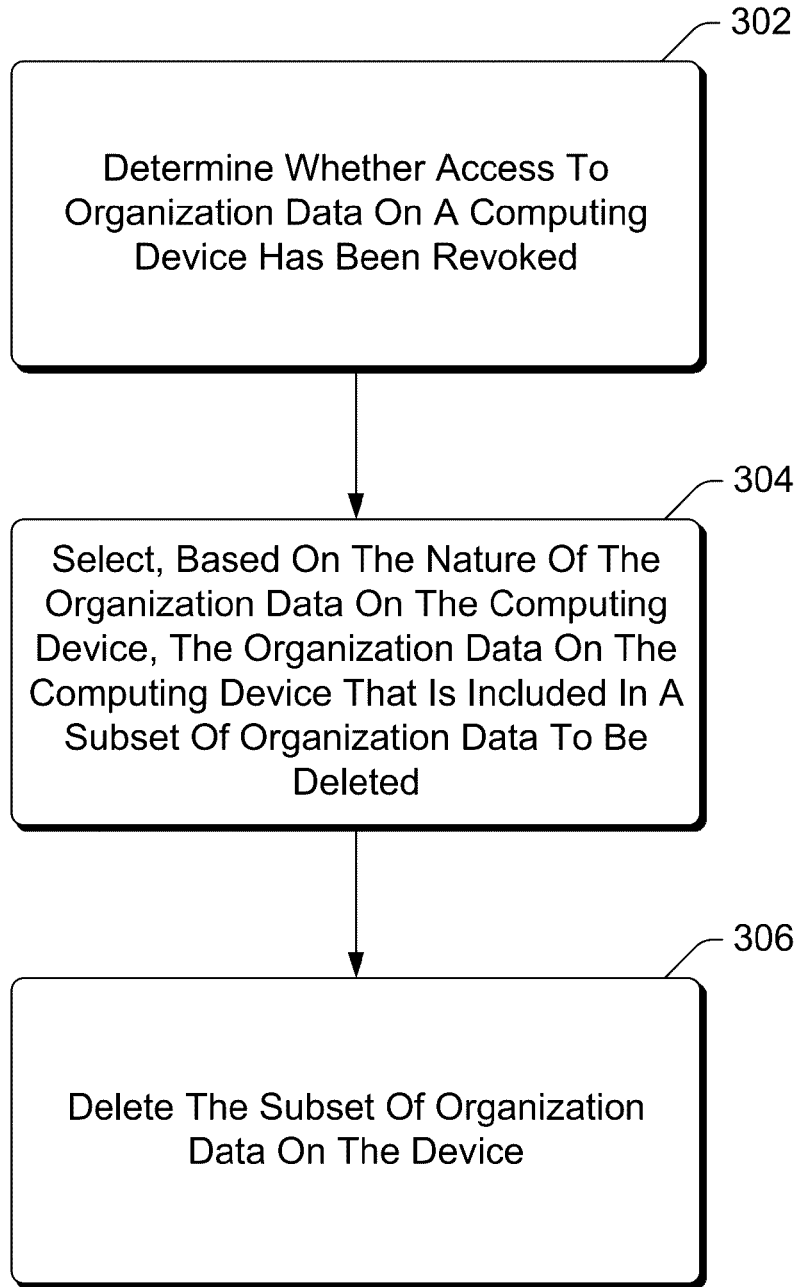 302
Determine Whether Access To
Organization Data On A Computing
Device Has Been Revoked
304
Select, Based On The Nature Of The
Organization Data On The Computing
Device, The Organization Data On The
Computing Device That Is Included In A
Subset Of Organization Data To Be
Deleted
306
Delete The Subset Of Organization
Data On The Device